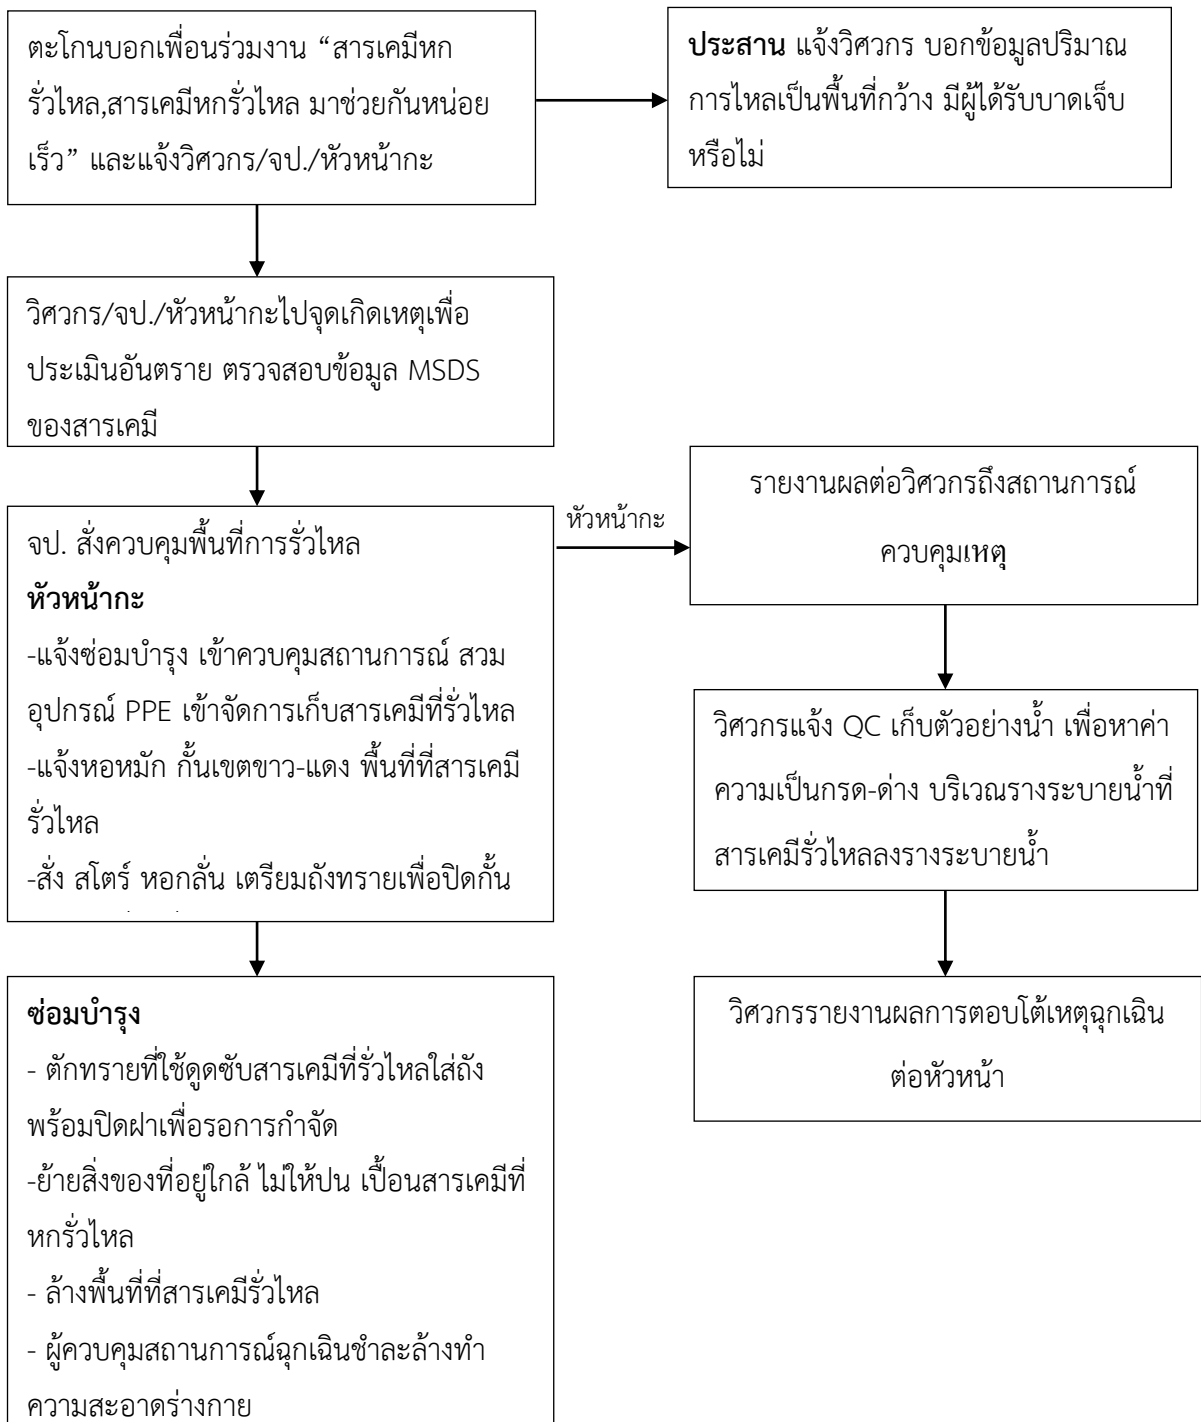 ตะโกนบอกเพื่อนร่วมงาน “สารเคมีหก
รั่วไหล,สารเคมีหกรั่วไหล มาช่วยกันหน่อย
เร็ว” และแจ้งวิศวกร/จป./หัวหน้ากะ
ประสาน แจ้งวิศวกร บอกข้อมูลปริมาณ
การไหลเป็นพื้นที่กว้าง มีผู้ได้รับบาดเจ็บ
หรือไม่
วิศวกร/จป./หัวหน้ากะไปจุดเกิดเหตุเพื่อ
ประเมินอันตราย ตรวจสอบข้อมูล MSDS
ของสารเคมี
จป. สั่งควบคุมพื้นที่การรั่วไหล
หัวหน้ากะ
-แจ้งซ่อมบำรุง เข้าควบคุมสถานการณ์ สวม
อุปกรณ์ PPE เข้าจัดการเก็บสารเคมีที่รั่วไหล
-แจ้งหอหมัก กั้นเขตขาว-แดง พื้นที่ที่สารเคมี
รั่วไหล
-สั่ง สโตร์ หอกลั่น เตรียมถังทรายเพื่อปิดกั้น
หัวหน้ากะ
รายงานผลต่อวิศวกรถึงสถานการณ์
ควบคุมเหตุ
วิศวกรแจ้ง QC เก็บตัวอย่างน้ำ เพื่อหาค่า
ความเป็นกรด-ด่าง บริเวณรางระบายน้ำที่
สารเคมีรั่วไหลลงรางระบายน้ำ
วิศวกรรายงานผลการตอบโต้เหตุฉุกเฉิน
ต่อหัวหน้า
ซ่อมบำรุง
- ตักทรายที่ใช้ดูดซับสารเคมีที่รั่วไหลใส่ถัง
พร้อมปิดฝาเพื่อรอการกำจัด
-ย้ายสิ่งของที่อยู่ใกล้ ไม่ให้ปน เปื้อนสารเคมีที่
หกรั่วไหล
- ล้างพื้นที่ที่สารเคมีรั่วไหล
- ผู้ควบคุมสถานการณ์ฉุกเฉินชำละล้างทำ
ความสะอาดร่างกาย